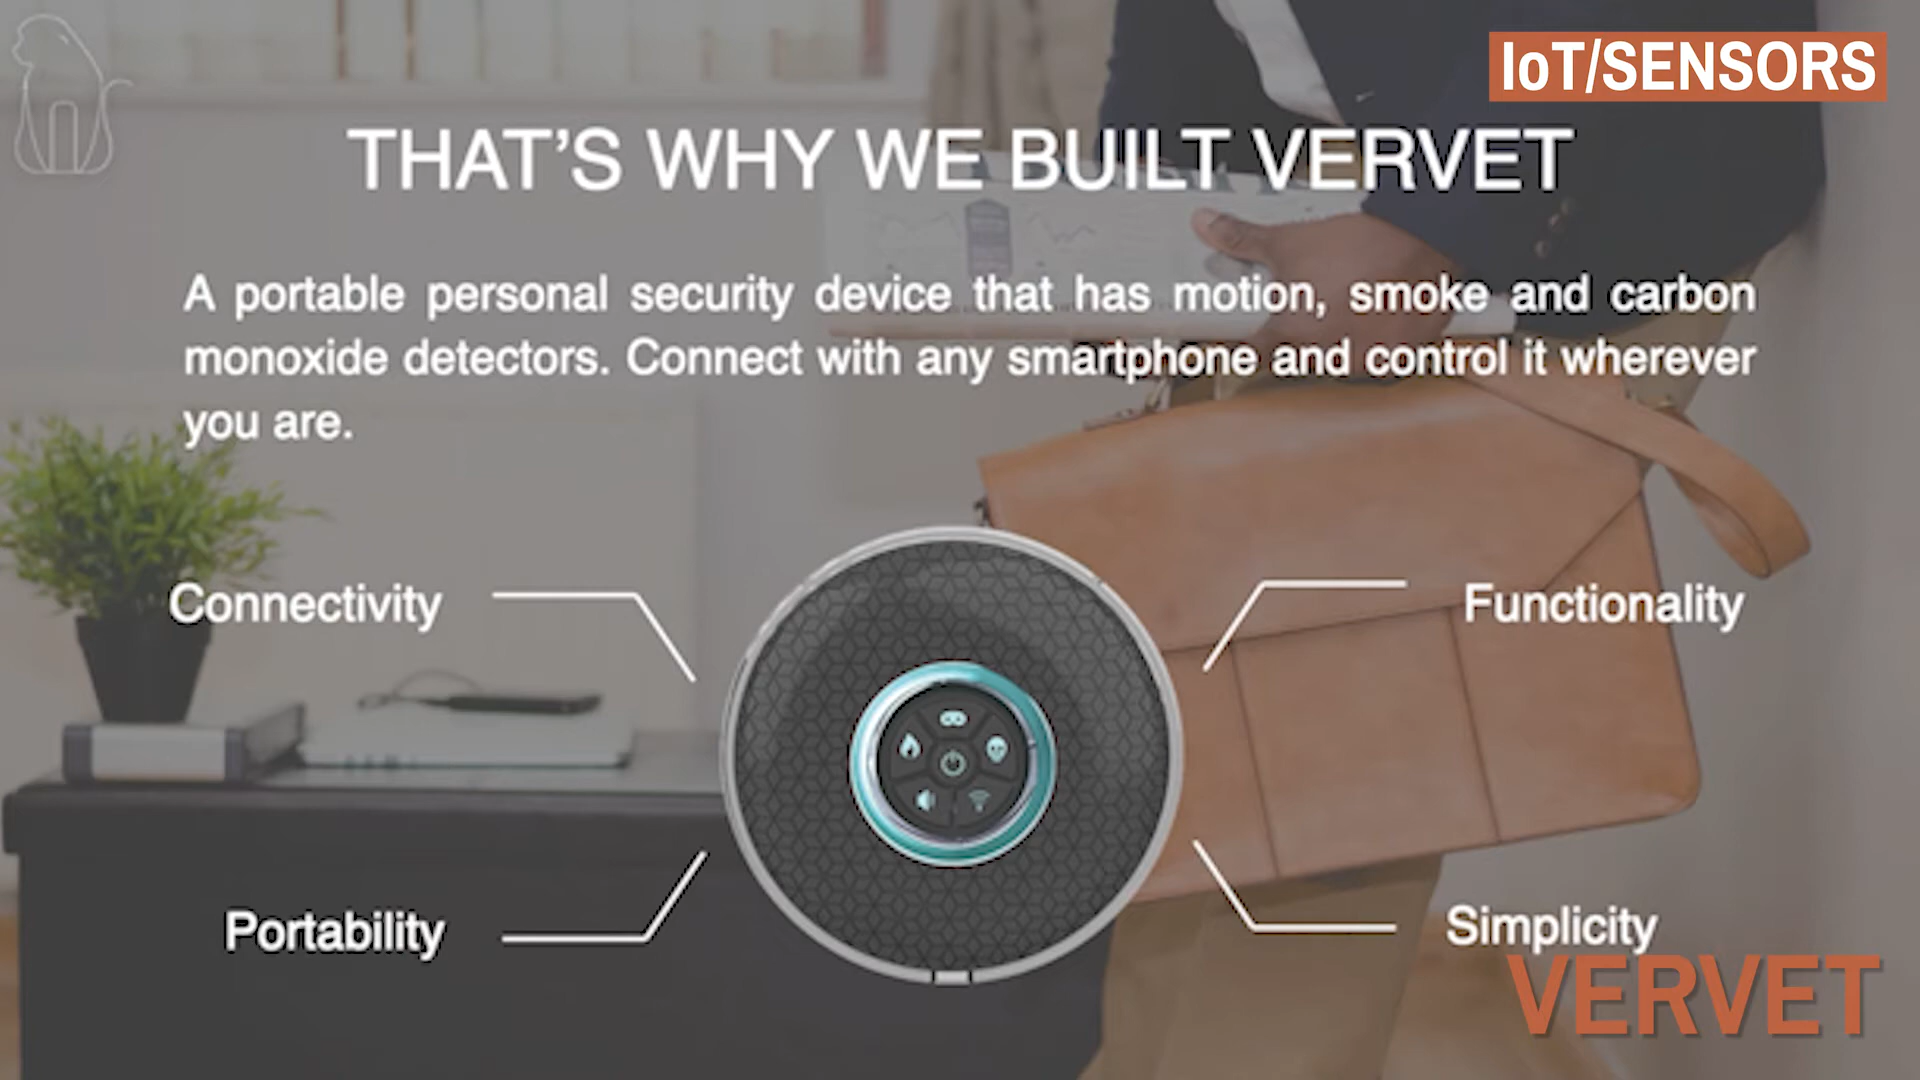 IoT/SENSORS
THAT'S WHY WE BUILT VERVET
A portable personal security device that has motion, smoke and carbon
monoxide detectors. Connect with any smartphone and control it wherever
you are.
Connectivity
Functionality
Portability
Simplicity
VERVET